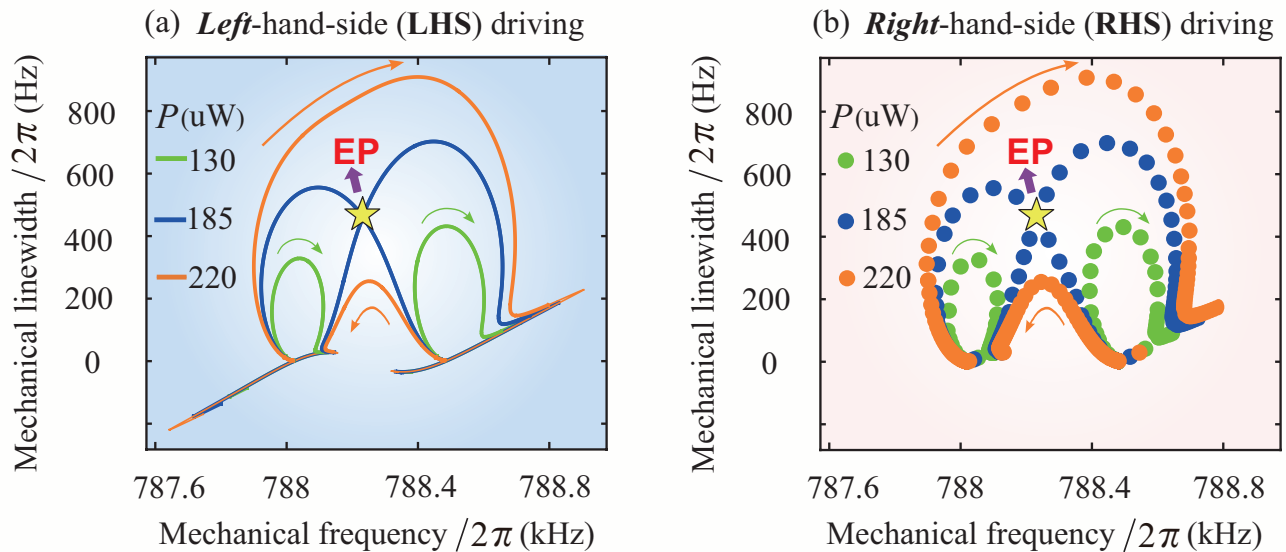 (a) Left-hand-side (LHS) driving
Mechanical linewidth /2π (Hz)
800
600
400
200
0
P(uW)
130
185
220
EP
787.6
788
788.4
788.8
Mechanical frequency /2π (kHz)
(b) Right-hand-side (RHS) driving
Mechanical linewidth /2π (Hz)
800
600
400
200
0
P(uW)
130
185
220
EP
787.6
788
788.4
788.8
Mechanical frequency /2π (kHz)